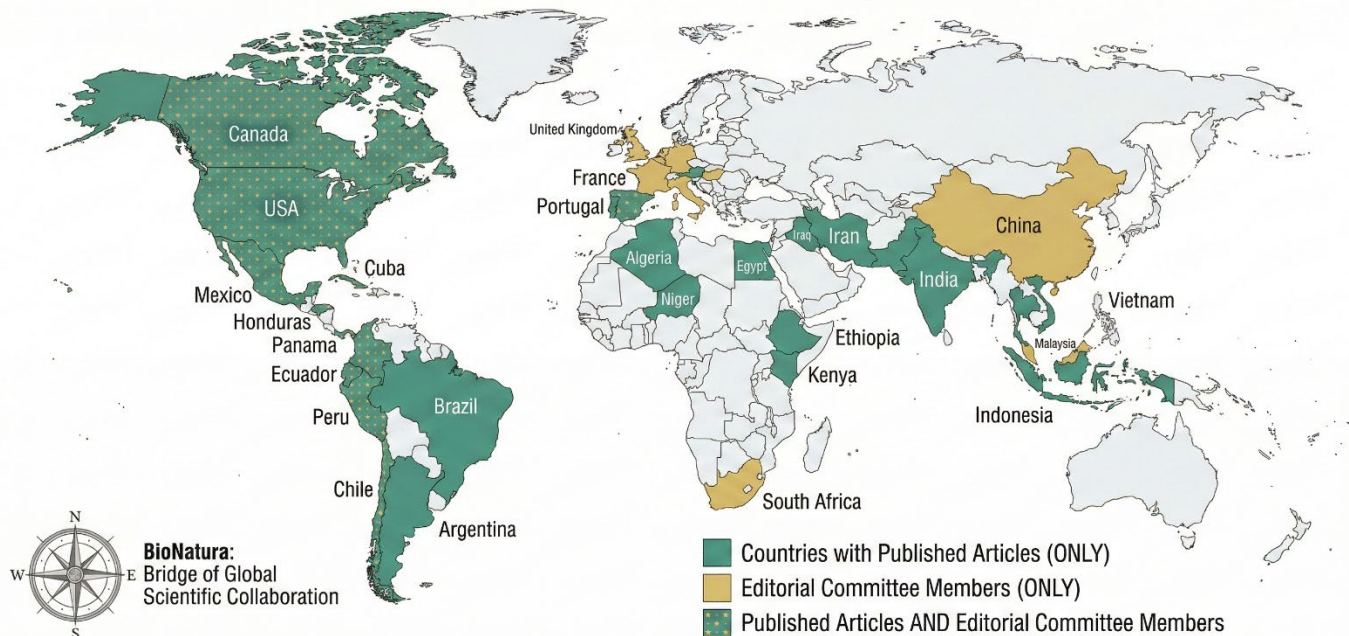 Canada
USA
Mexico
Cuba
Honduras
Panama
Ecuador
Peru
Brazil
Chile
Argentina
United Kingdom
France
Portugal
Algeria
Niger
Egypt
Iraq
Iran
India
China
Ethiopia
Kenya
South Africa
Vietnam
Malaysia
Indonesia
N
W
E
S
BioNatura:
Bridge of Global
Scientific Collaboration
Countries with Published Articles (ONLY)
Editorial Committee Members (ONLY)
Published Articles AND Editorial Committee Members